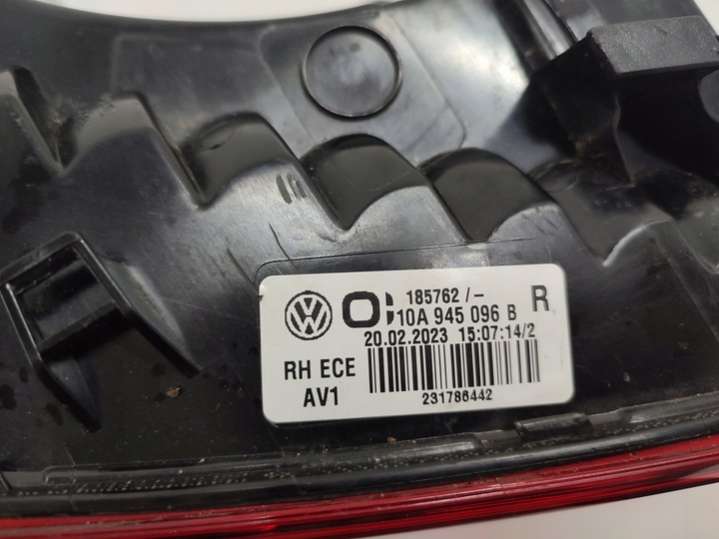 185762 /-
10A 945 096 B R
20.02.2023 15:07:14/2
RH ECE
AV1
231786442